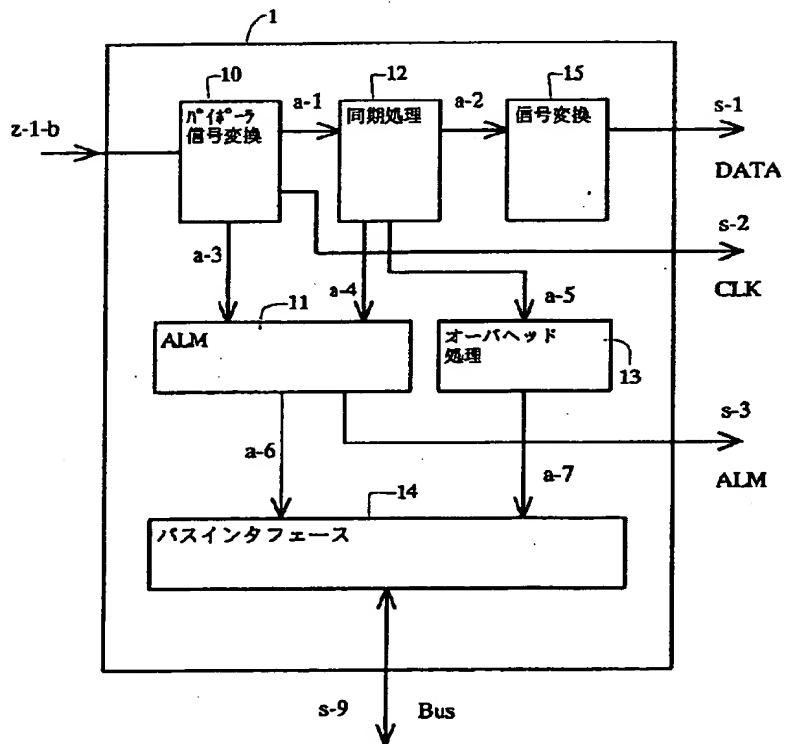 1
10
ﾊﾞｲﾎﾟｰﾗ
信号変換
a-1
12
同期処理
a-2
15
信号変換
s-1
DATA
z-1-b
s-2
CLK
a-3
a-4
a-5
11
ALM
オーバヘッド
処理
13
s-3
ALM
a-6
a-7
14
バスインタフェース
s-9
Bus